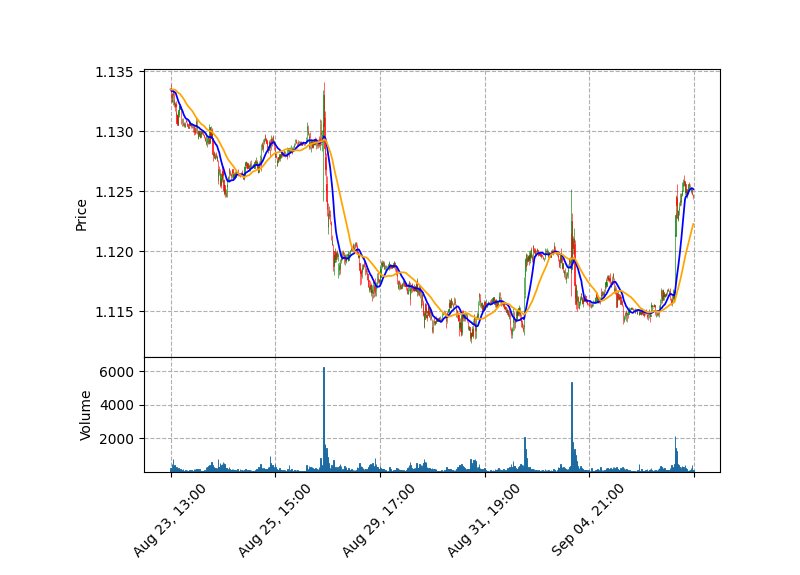 1.135
1.130
1.125
1.120
1.115
Price
6000
4000
2000
Volume
Aug 23, 13:00
Aug 25, 15:00
Aug 29, 17:00
Aug 31, 19:00
Sep 04, 21:00